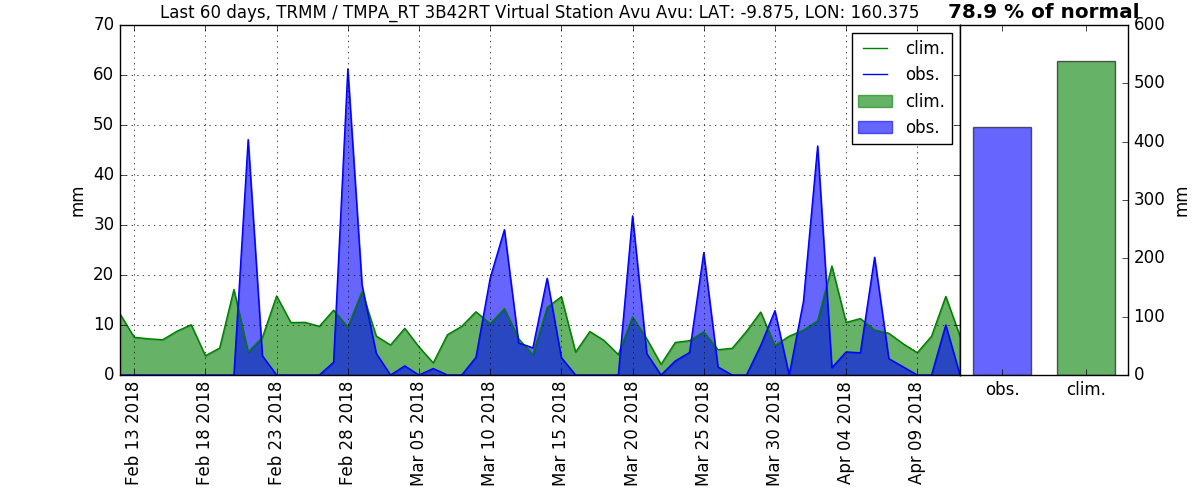 Last 60 days, TRMM / TMPA_RT 3B42RT Virtual Station Avu Avu: LAT: -9.875, LON: 160.375
78.9 % of normal
70
60
50
40
30
20
10
0
mm
clim.
obs.
clim.
obs.
Feb 13 2018
Feb 18 2018
Feb 23 2018
Feb 28 2018
Mar 05 2018
Mar 10 2018
Mar 15 2018
Mar 20 2018
Mar 25 2018
Mar 30 2018
Apr 04 2018
Apr 09 2018
obs.
clim.
600
500
400
300
200
100
0
mm